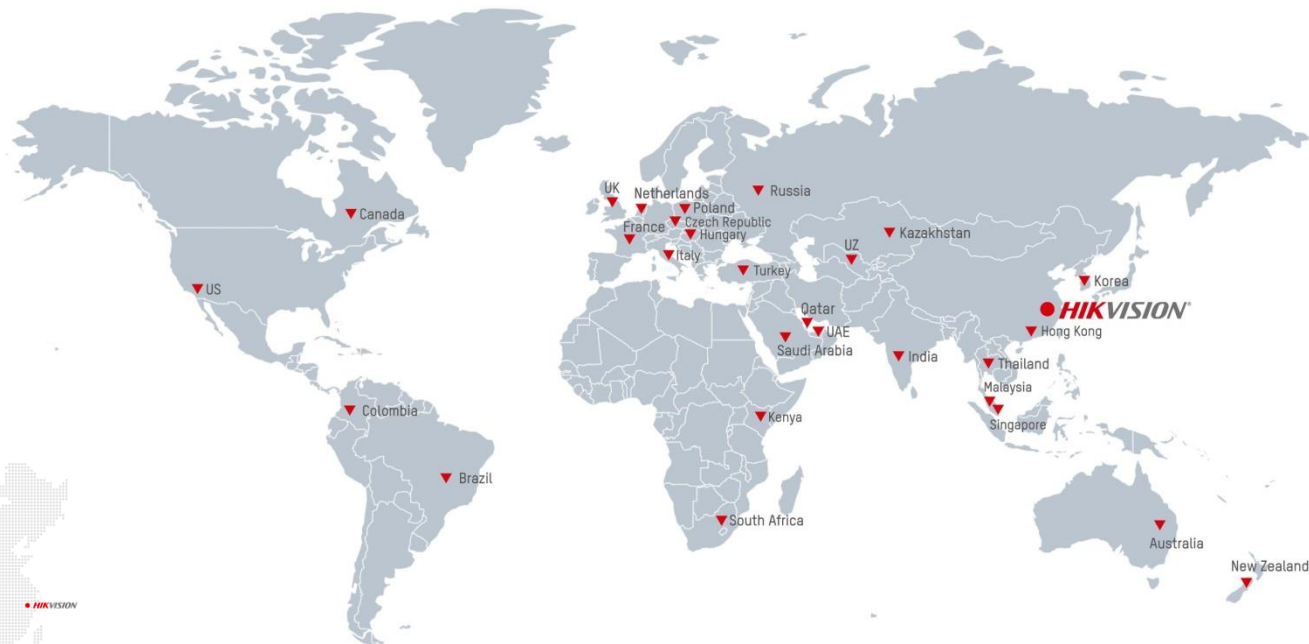 UK
Netherlands
Russia
Canada
Poland
Czech Republic
France
Hungary
Kazakhstan
UZ
Italy
Turkey
Korea
US
HIKVISION®
Qatar
UAE
Hong Kong
Saudi Arabia
India
Thailand
Malaysia
Colombia
Kenya
Singapore
Brazil
South Africa
Australia
New Zealand
HIKVISION